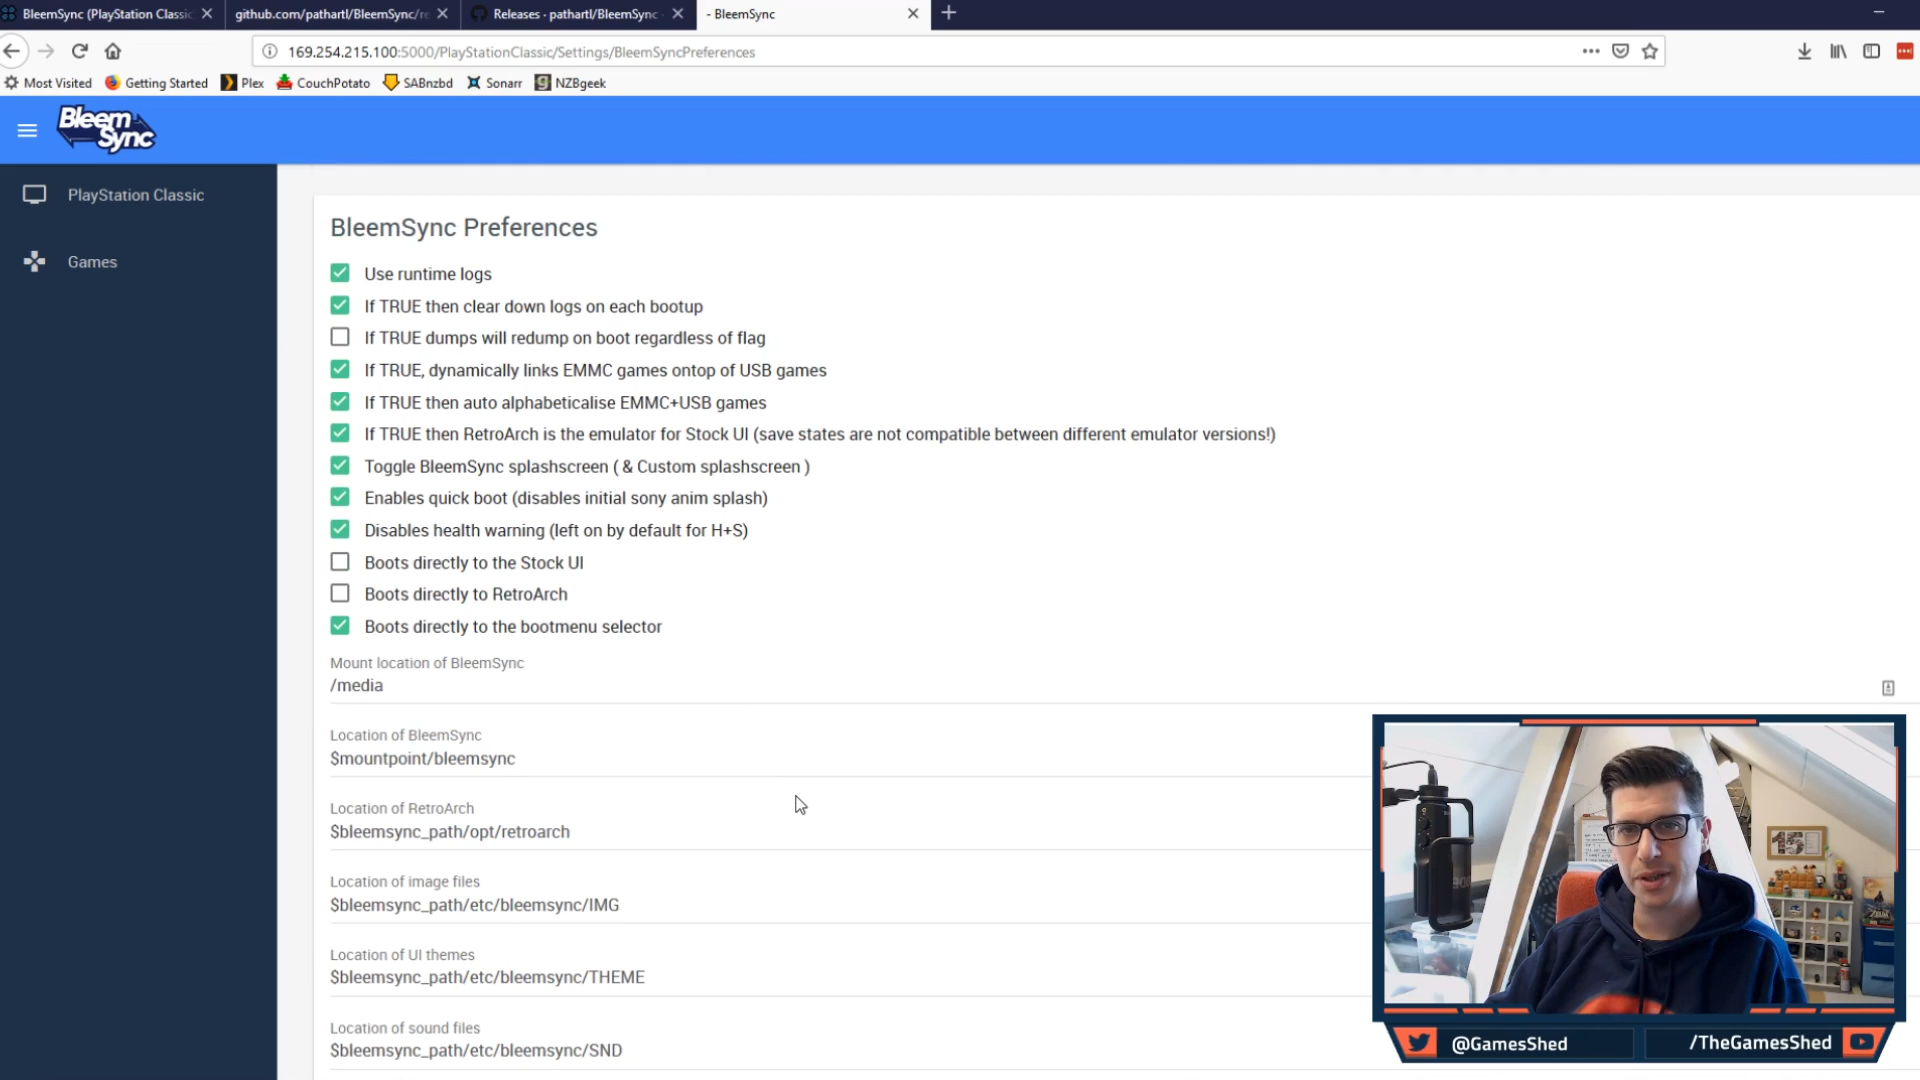 BleemSync (PlayStation Classic
github.com/pathartl/BleemSync/re
Releases · pathartl/BleemSync
- BleemSync
169.254.215.100:5000/PlayStationClassic/Settings/BleemSyncPreferences
Most Visited
Getting Started
Plex
CouchPotato
SABnzbd
Sonarr
NZBgeek
Bleem
Sync
PlayStation Classic
Games
BleemSync Preferences
Use runtime logs
If TRUE then clear down logs on each bootup
If TRUE dumps will redump on boot regardless of flag
If TRUE, dynamically links EMMC games ontop of USB games
If TRUE then auto alphabeticalise EMMC+USB games
If TRUE then RetroArch is the emulator for Stock UI (save states are not compatible between different emulator versions!)
Toggle BleemSync splashscreen ( & Custom splashscreen )
Enables quick boot (disables initial sony anim splash)
Disables health warning (left on by default for H+S)
Boots directly to the Stock UI
Boots directly to RetroArch
Boots directly to the bootmenu selector
Mount location of BleemSync
/media
Location of BleemSync
$mountpoint/bleemsync
Location of RetroArch
$bleemsync_path/opt/retroarch
Location of image files
$bleemsync_path/etc/bleemsync/IMG
Location of UI themes
$bleemsync_path/etc/bleemsync/THEME
Location of sound files
$bleemsync_path/etc/bleemsync/SND
@GamesShed
/TheGamesShed